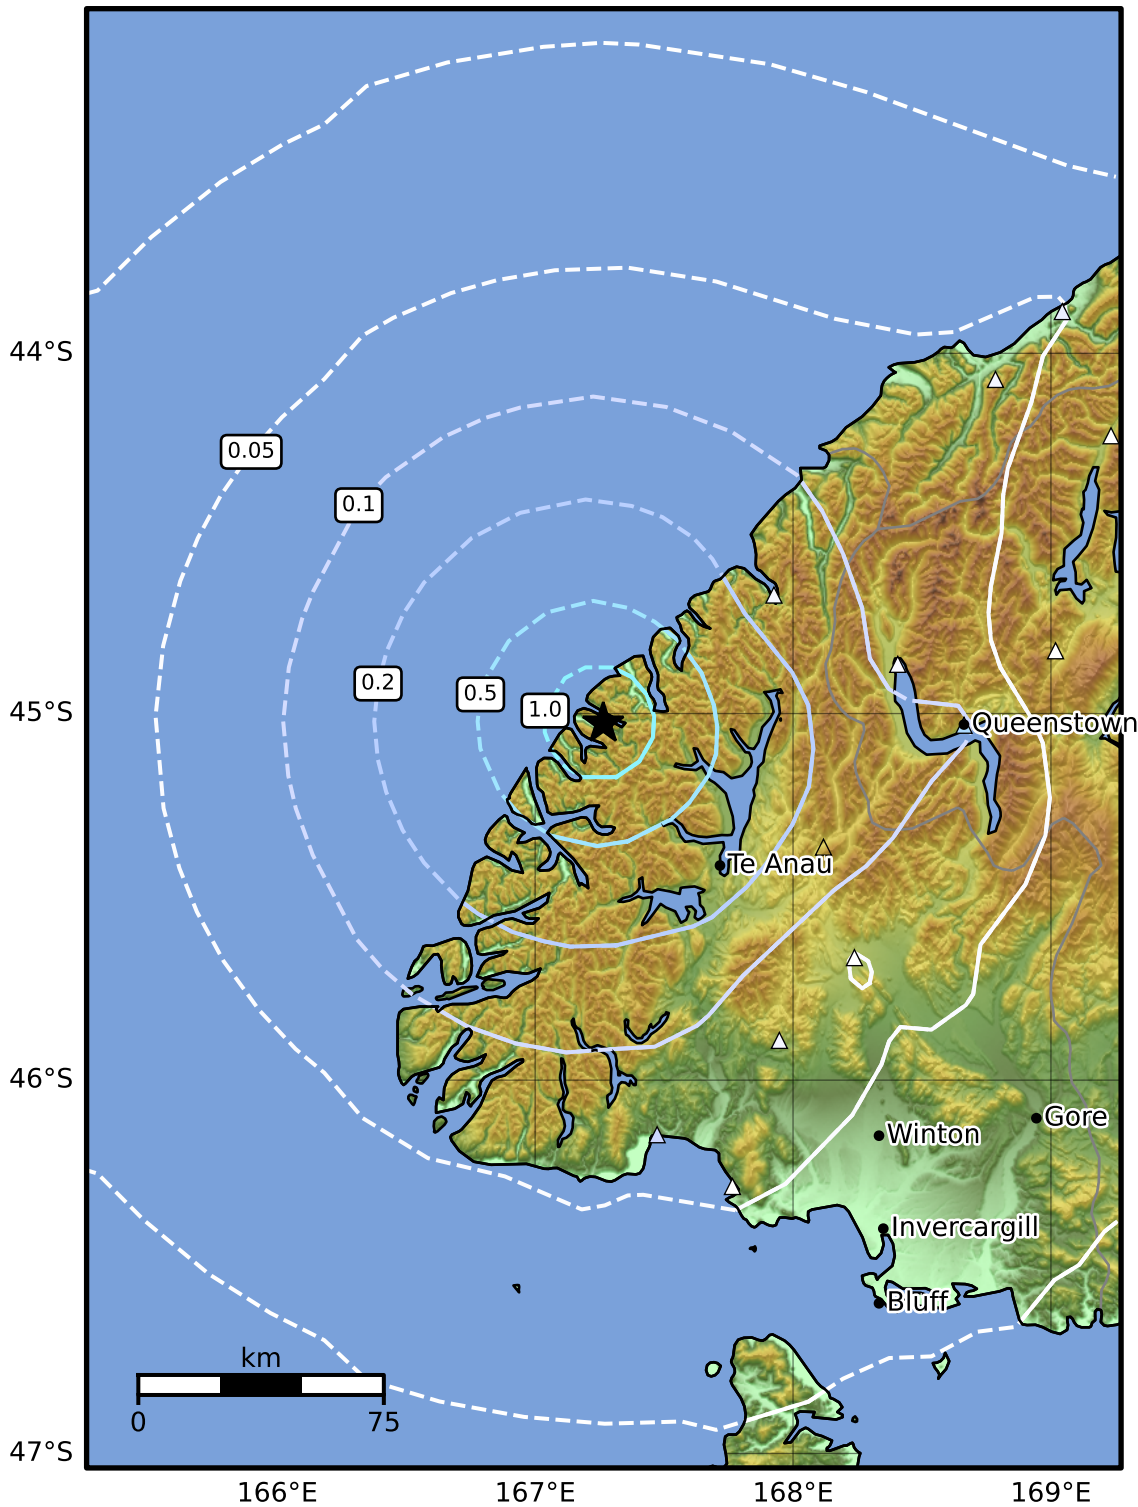 44°S
0.05
0.1
0.2
0.5
1.0
45°S
Queenstown
Te Anau
46°S
Gore
Winton
Invercargill
Bluff
km
0 75
47°S
166°E 167°E 168°E 169°E